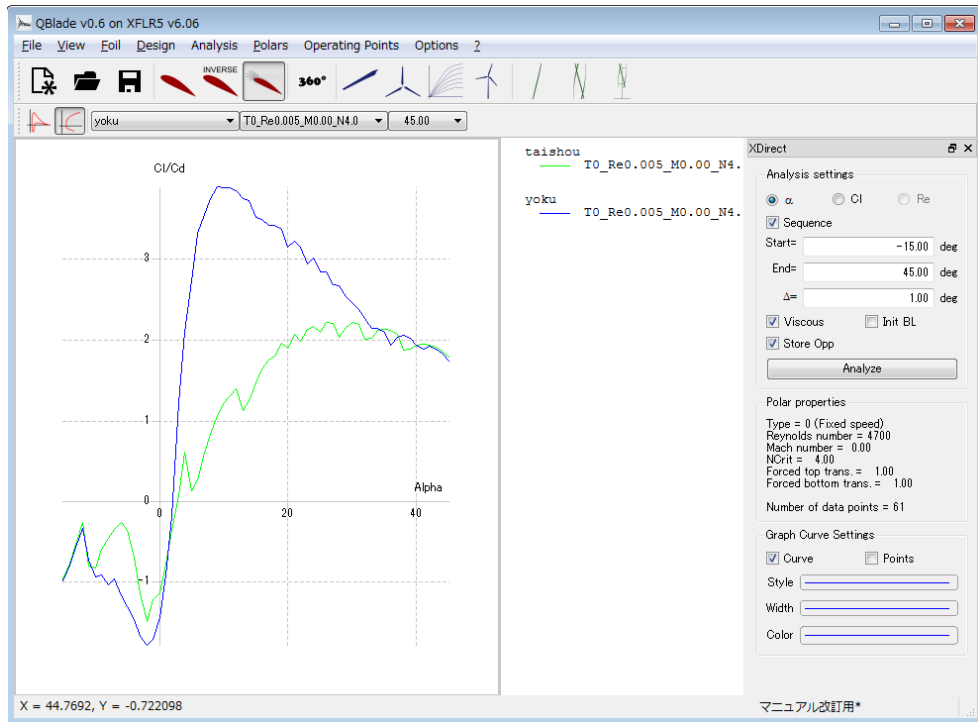 QBlade v0.6 on XFLR5 v6.06
File View Foil Design Analysis Polars Operating Points Options ?
INVERSE
360°
yoku T0_Re0.005_M0.00_N4.0 45.00
Cl/Cd
3
2
1
0
-1
0 20 40
Alpha
taishou
T0_Re0.005_M0.00_N4.
yoku
T0_Re0.005_M0.00_N4.
XDirect
Analysis settings
α Cl Re
Sequence
Start= -15.00 deg
End= 45.00 deg
Δ= 1.00 deg
Viscous Init BL
Store Opp
Analyze
Polar properties
Type = 0 (Fixed speed)
Reynolds number = 4700
Mach number = 0.00
NCrit = 4.00
Forced top trans. = 1.00
Forced bottom trans. = 1.00
Number of data points = 61
Graph Curve Settings
Curve Points
Style
Width
Color
X = 44.7692, Y = -0.722098
マニュアル改訂用*